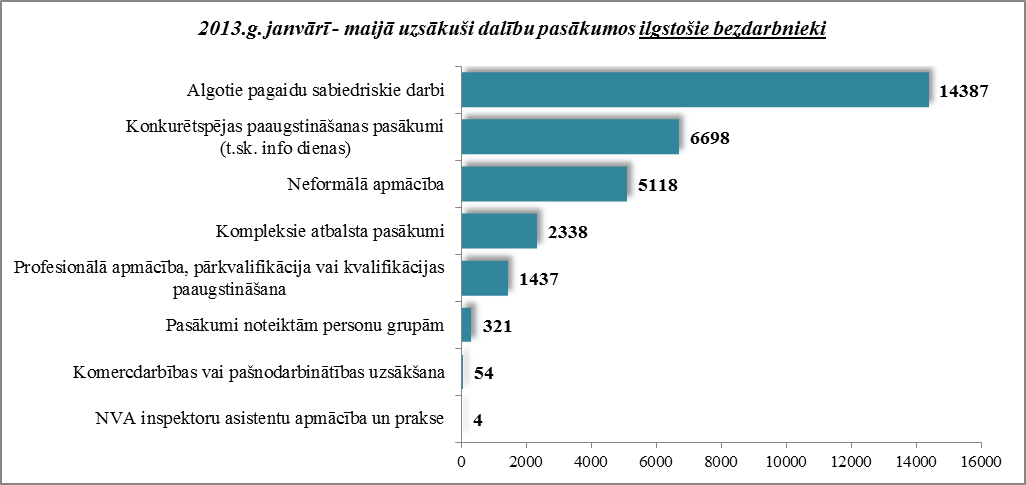 2013.g. janvārī - maijā uzsākuši dalību pasākumos ilgstošie bezdarbnieki
Algotie pagaidu sabiedriskie darbi
14387
Konkurētspējas paaugstināšanas pasākumi
(t.sk. info dienas)
6698
Neformālā apmācība
5118
Kompleksie atbalsta pasākumi
2338
Profesionālā apmācība, pārkvalifikācija vai kvalifikācijas
paaugstināšana
1437
Pasākumi noteiktām personu grupām
321
Komercdarbības vai pašnodarbinātības uzsākšana
54
NVA inspektoru asistentu apmācība un prakse
4
0 2000 4000 6000 8000 10000 12000 14000 16000